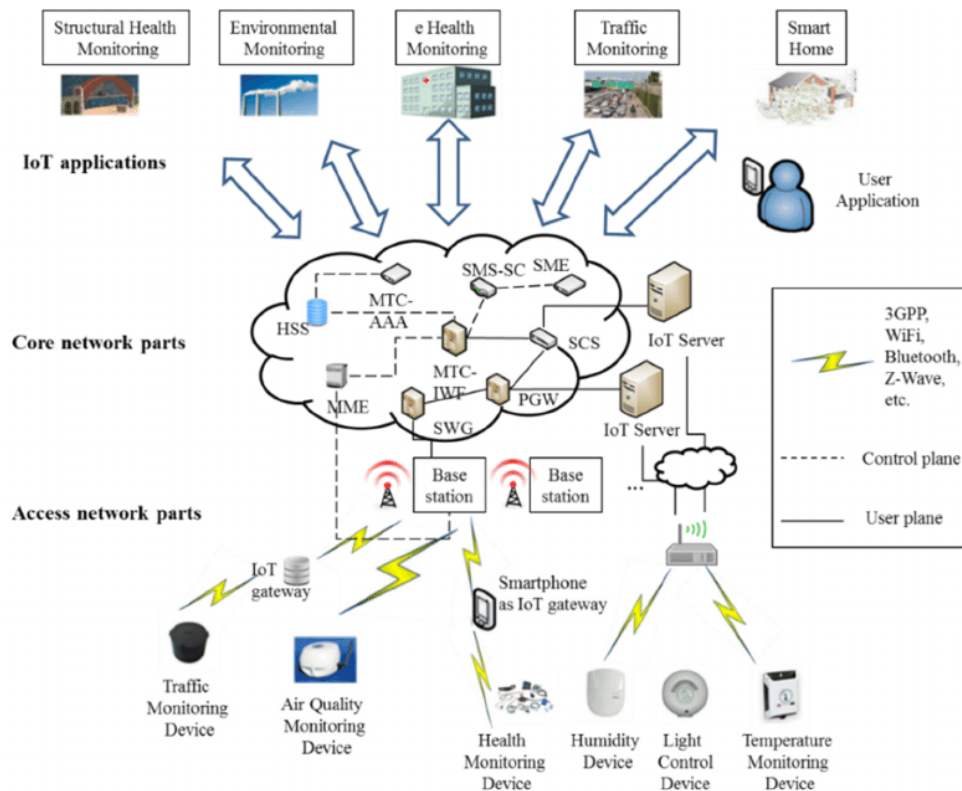 Structural Health
Monitoring
Environmental
Monitoring
e Health
Monitoring
Traffic
Monitoring
Smart
Home
IoT applications
User
Application
SMS-SC
SME
MTC-
AAA
HSS
SCS
IoT Server
Core network parts
MTC-
IWF
MME
PGW
SWG
IoT Server
3GPP,
WiFi,
Bluetooth,
Z-Wave,
etc.
Control plane
User plane
Base
station
Base
station
...
Access network parts
IoT
gateway
Smartphone
as IoT gateway
Traffic
Monitoring
Device
Air Quality
Monitoring
Device
Health
Monitoring
Device
Humidity
Device
Light
Control
Device
Temperature
Monitoring
Device